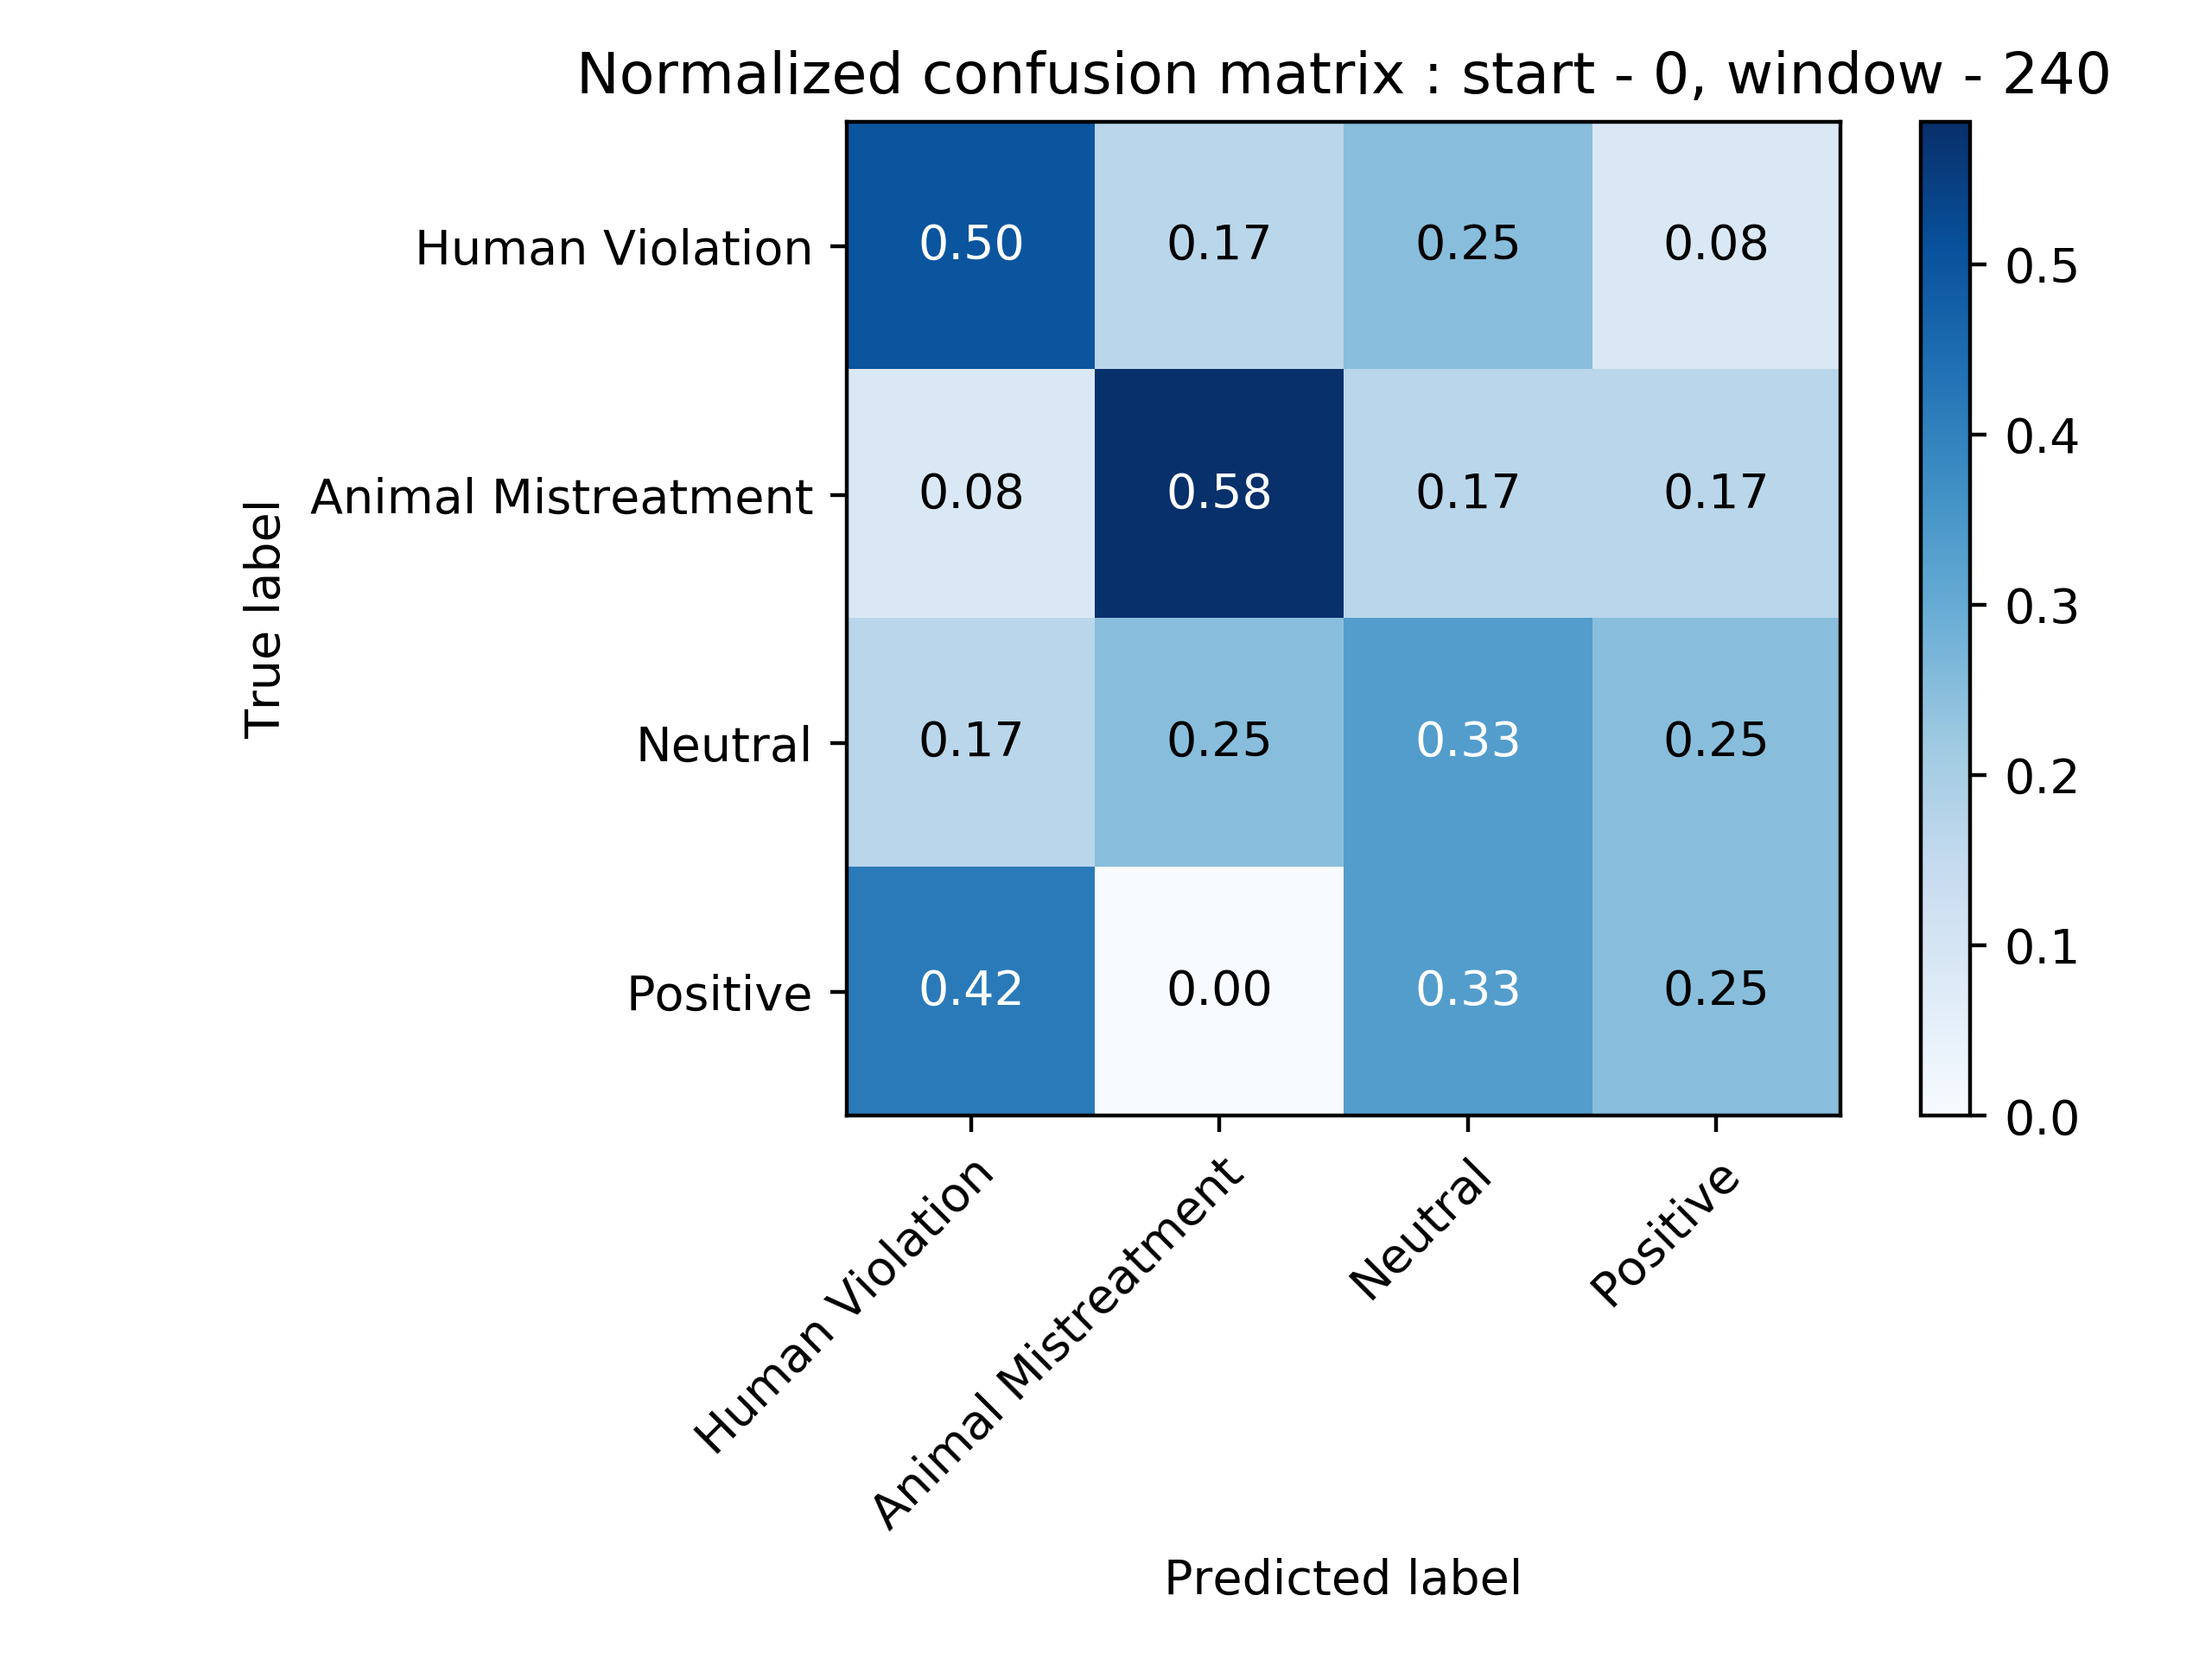 Normalized confusion matrix : start - 0, window - 240
True label
Human Violation
0.50 0.17 0.25 0.08
Animal Mistreatment
0.08 0.58 0.17 0.17
Neutral
0.17 0.25 0.33 0.25
Positive
0.42 0.00 0.33 0.25
Human Violation
Animal Mistreatment
Neutral
Positive
Predicted label
0.5
0.4
0.3
0.2
0.1
0.0